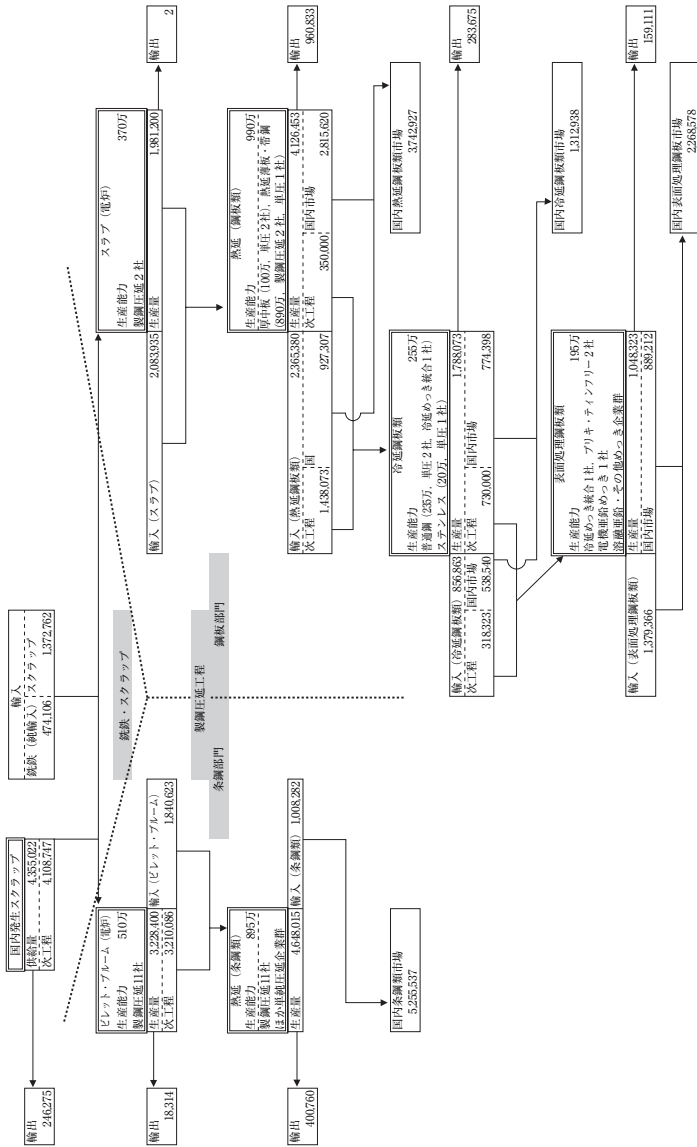 輸入
銑鉄（純輸入） スクラップ
474,106 1,372,762
国内発生スクラップ
供給量 4,355,022
次工程 4,108,747
輸出
246,275
銑鉄・スクラップ
製鋼圧延工程
条鋼部門 鋼板部門
ビレット・ブルーム（電炉）
生産能力 510万
製鋼圧延11社
生産量 3,228,400
次工程 3,210,086
輸入（ビレット・ブルーム）
1,840,623
輸出
18,314
熱延（条鋼類）
生産能力 895万
製鋼圧延11社
ほか単純圧延企業群
生産量 4,648,015
輸入（条鋼類） 1,008,282
輸出
400,760
国内条鋼類市場
5,255,537
スラブ（電炉）
生産能力 370万
製鋼圧延2社
生産量 1,981,200
輸入（スラブ） 2,083,935
輸出
2
熱延（鋼板類）
生産能力 990万
厚中板（100万，単圧2社），熱延薄板・帯鋼
（890万，製鋼圧延2社，単圧1社）
生産量 4,126,453
次工程 国内市場
350,000 2,815,620
輸入（熱延鋼板類） 2,365,380
次工程 国
1,438,073 927,307
輸出
960,833
国内熱延鋼板類市場
3,742,927
冷延鋼板類
生産能力 255万
普通鋼（235万，単圧2社，冷延めっき統合1社）
ステンレス（20万，単圧1社）
生産量 1,788,073
次工程 国内市場
730,000 774,398
輸入（冷延鋼板類） 856,863
次工程 国内市場
318,323 538,540
輸出
283,675
国内冷延鋼板類市場
1,312,938
表面処理鋼板類
生産能力 195万
冷延めっき統合1社，ブリキ・ティンフリー2社
電機亜鉛めっき1社
溶融亜鉛・その他めっき企業群
生産量 1,048,323
国内市場 889,212
輸入（表面処理鋼板類）
1,379,366
輸出
159,111
国内表面処理鋼板市場
2,268,578